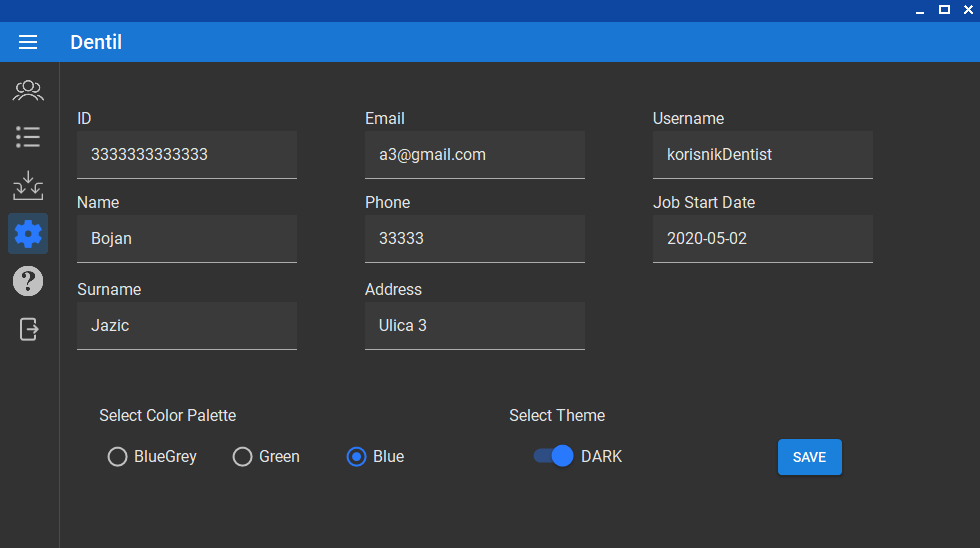 Dentil
ID Email Username
3333333333333 a3@gmail.com korisnikDentist
Name Phone Job Start Date
Bojan 33333 2020-05-02
Surname Address
Jazic Ulica 3
Select Color Palette Select Theme
BlueGrey Green Blue DARK SAVE